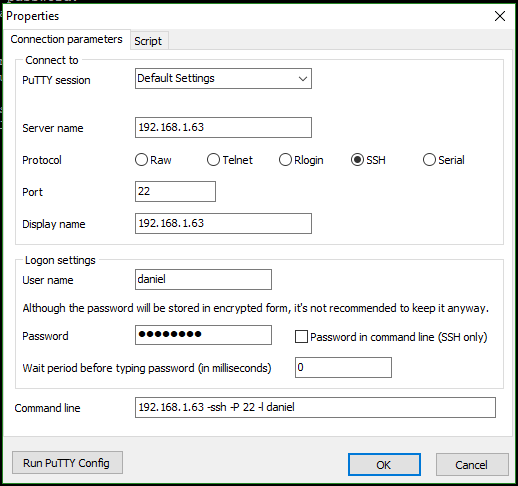 Properties
Connection parameters Script
Connect to
PuTTY session Default Settings
Server name 192.168.1.63
Protocol Raw Telnet Rlogin SSH Serial
Port 22
Display name 192.168.1.63
Logon settings
User name daniel
Although the password will be stored in encrypted form, it's not recommended to keep it anyway.
Password ●●●●●●●● Password in command line (SSH only)
Wait period before typing password (in milliseconds) 0
Command line 192.168.1.63 -ssh -P 22 -l daniel
Run PuTTY Config OK Cancel